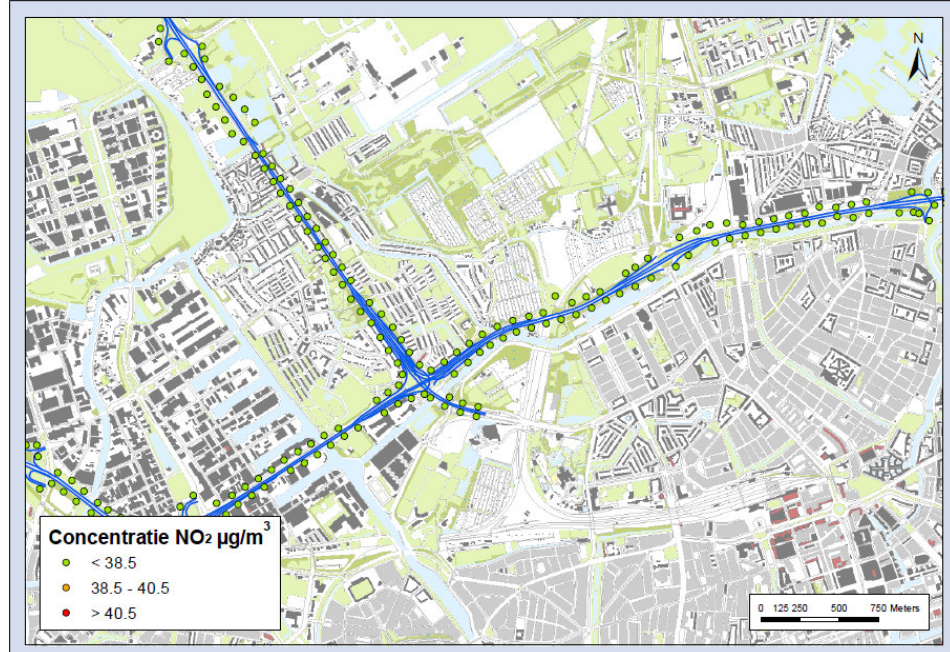 N
Concentratie NO₂ µg/m³
< 38.5
38.5 - 40.5
> 40.5
0 125 250 500 750 Meters